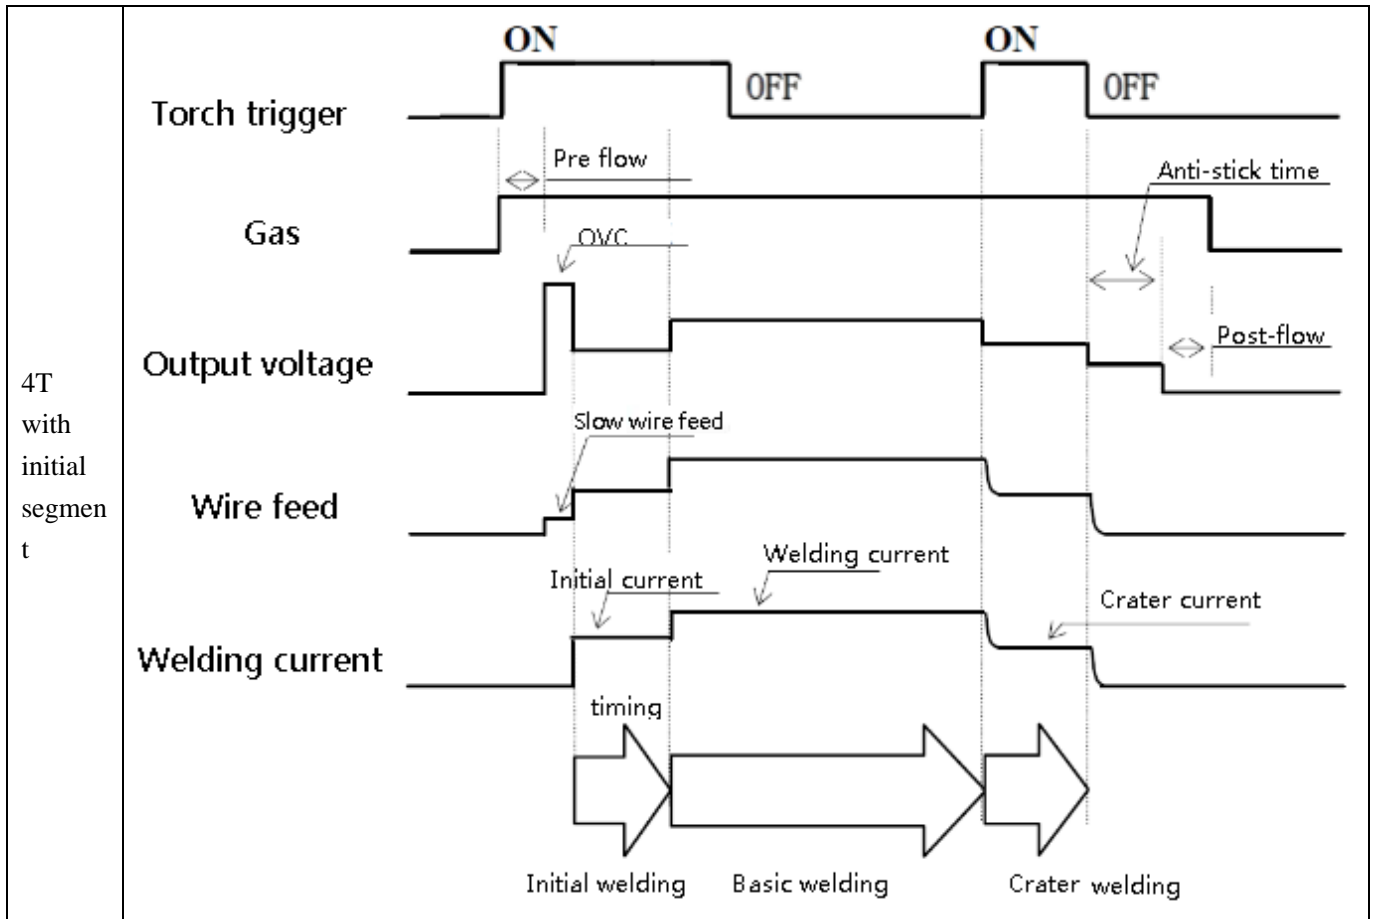 ON
ON
OFF
OFF
Torch trigger
Pre flow
Anti-stick time
Gas
OVC
Post-flow
Output voltage
4T
with
initial
segmen
t
Slow wire feed
Wire feed
Welding current
Initial current
Crater current
Welding current
timing
Initial welding
Basic welding
Crater welding